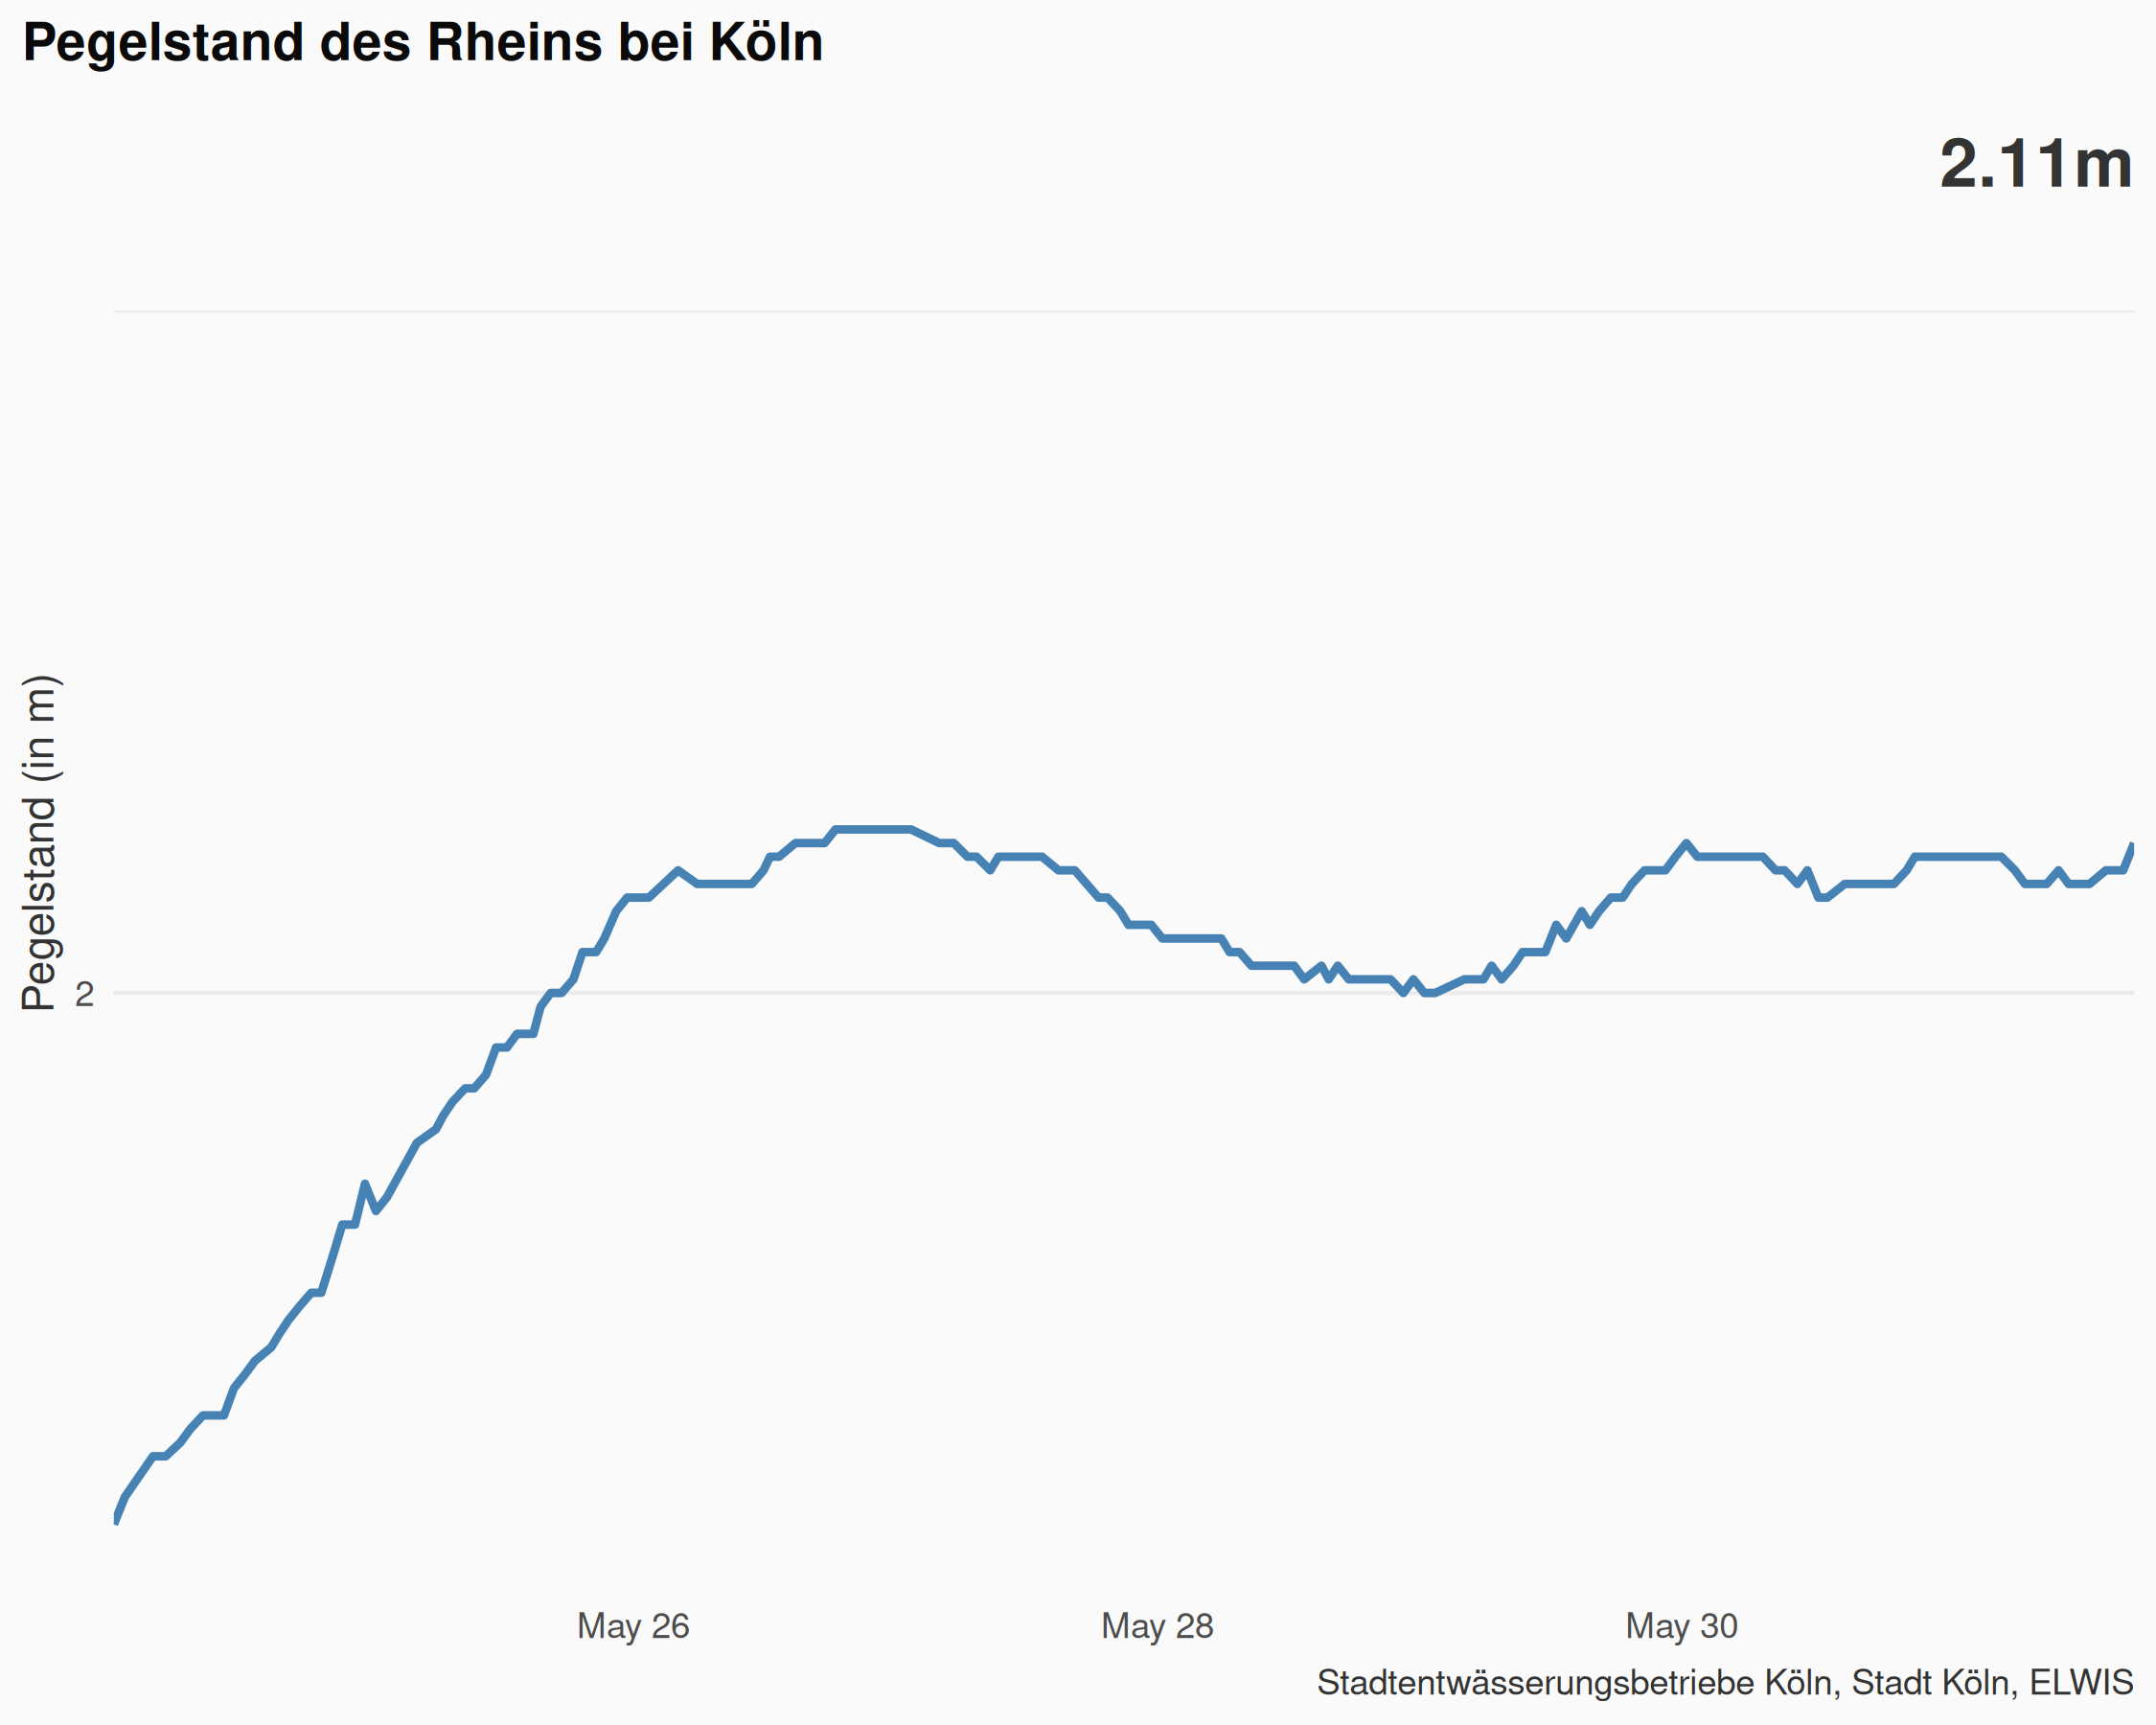 Pegelstand des Rheins bei Köln
2.11m
Pegelstand (in m)
2
May 26
May 28
May 30
Stadtentwässerungsbetriebe Köln, Stadt Köln, ELWIS